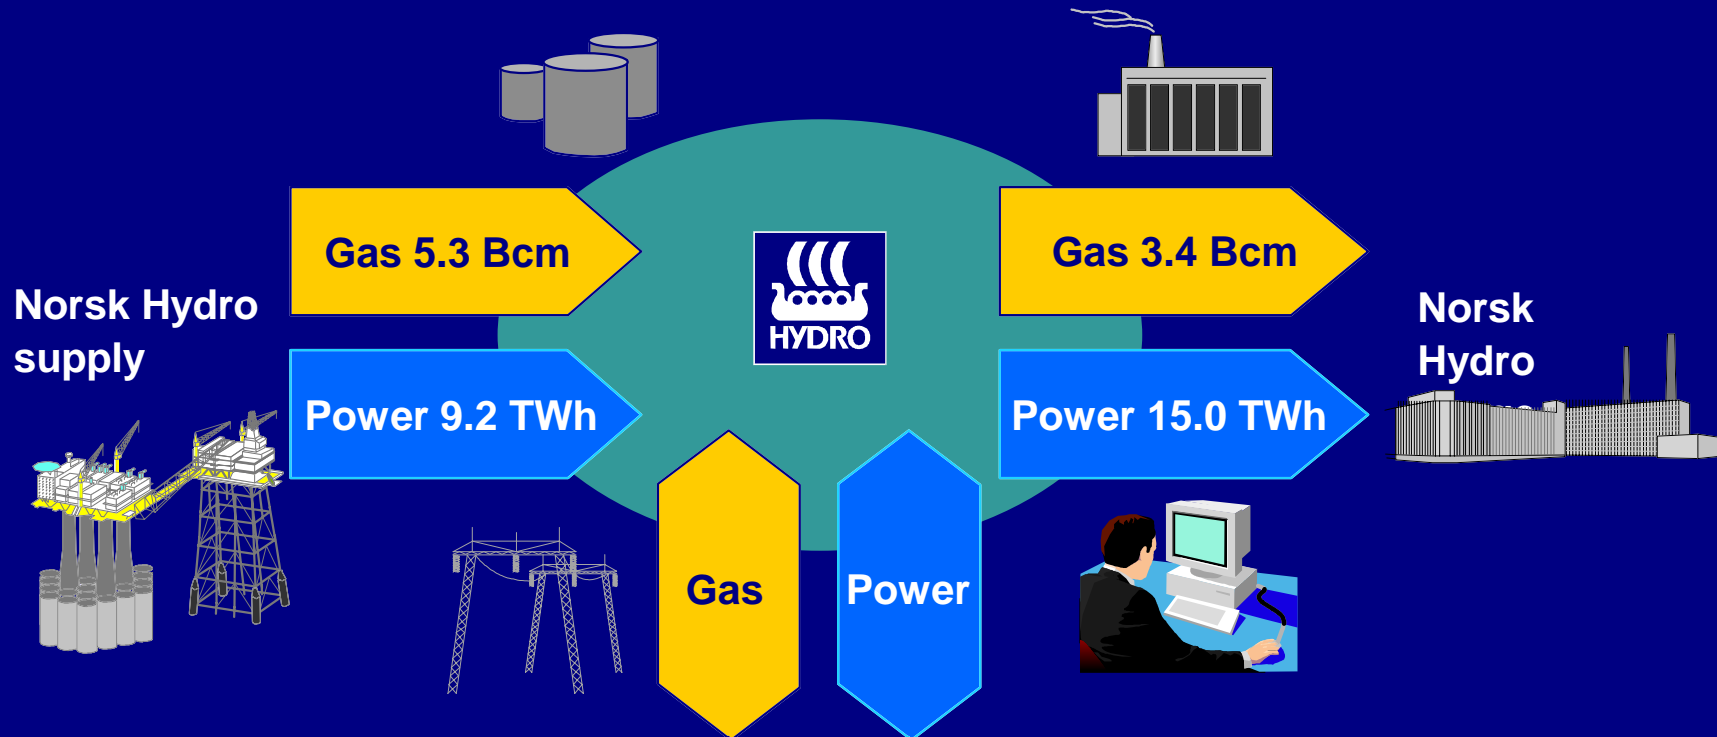 Gas 5.3 Bcm
Gas 3.4 Bcm
Norsk Hydro
supply
HYDRO
Norsk
Hydro
Power 9.2 TWh
Power 15.0 TWh
Gas
Power